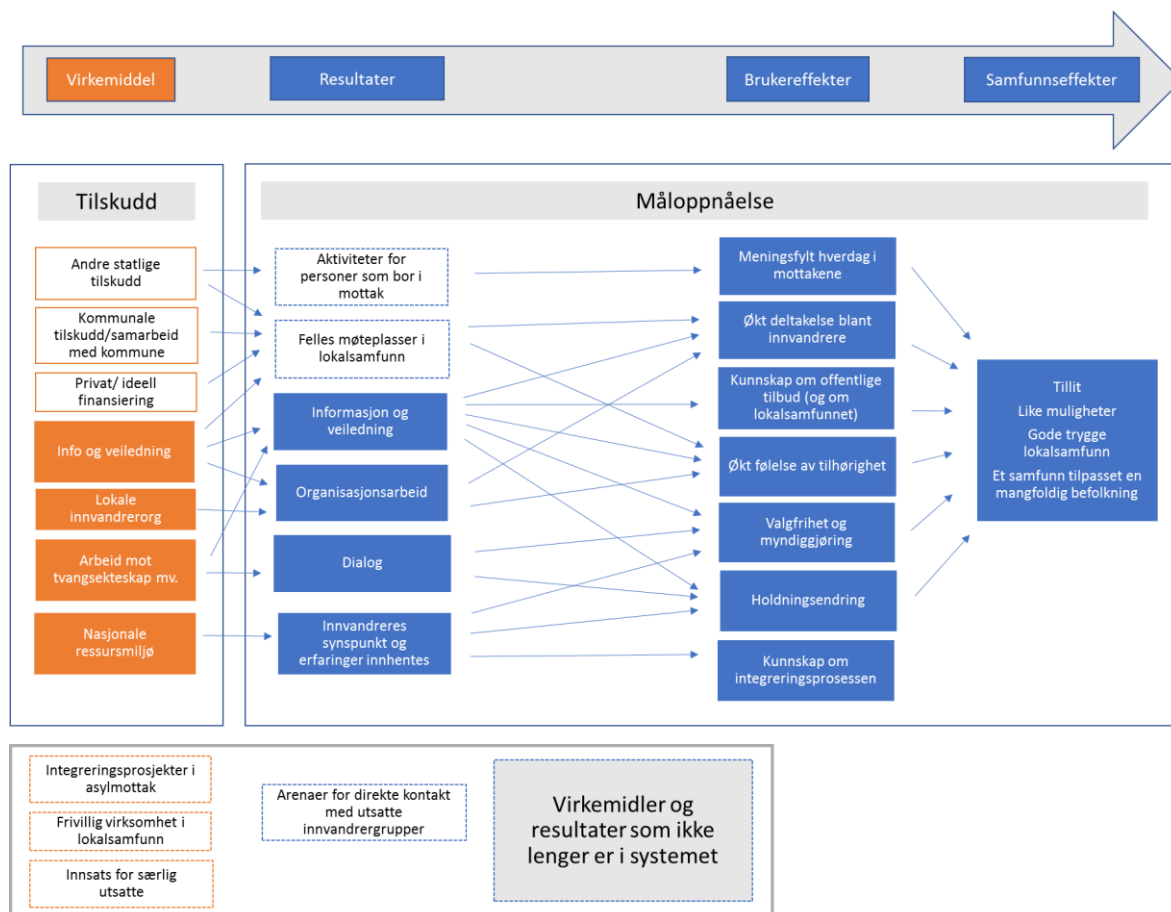 Virkemiddel
Resultater
Brukereffekter
Samfunnseffekter
Tilskudd
Måloppnåelse
Andre statlige
tilskudd
Kommunale
tilskudd/samarbeid
med kommune
Privat/ ideell
finansiering
Info og veiledning
Lokale
innvandrerorg
Arbeid mot
tvangsekteskap mv.
Nasjonale
ressursmiljø
Aktiviteter for
personer som bor i
mottak
Felles møteplasser i
lokalsamfunn
Informasjon og
veiledning
Organisasjonsarbeid
Dialog
Innvandreres
synspunkt og
erfaringer innhentes
Meningsfylt hverdag i
mottakene
Økt deltakelse blant
innvandrere
Kunnskap om offentlige
tilbud (og om
lokalsamfunnet)
Økt følelse av tilhørighet
Valgfrihet og
myndiggjøring
Holdningsendring
Kunnskap om
integreringsprosessen
Tillit
Like muligheter
Gode trygge
lokalsamfunn
Et samfunn tilpasset en
mangfoldig befolkning
Integreringsprosjekter i
asylmottak
Frivillig virksomhet i
lokalsamfunn
Innsats for særlig
utsatte
Arenaer for direkte kontakt
med utsatte
innvandrergrupper
Virkemidler og
resultater som ikke
lenger er i systemet